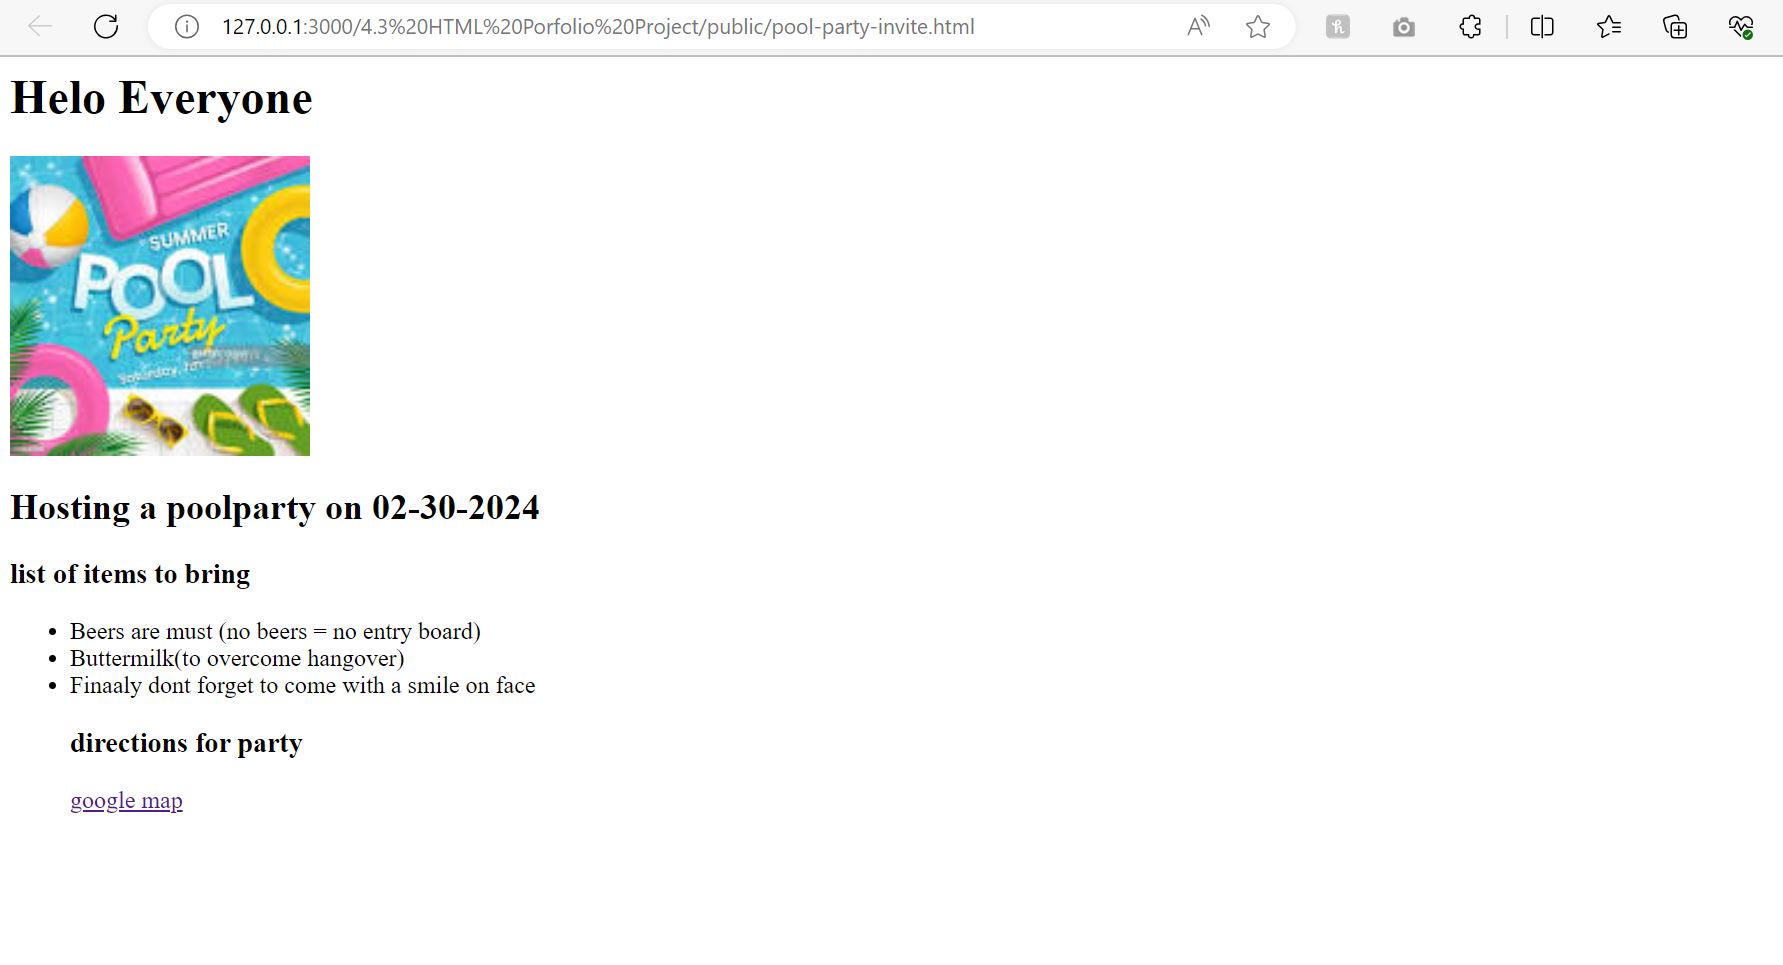 127.0.0.1:3000/4.3%20HTML%20Porfolio%20Project/public/pool-party-invite.html
Helo Everyone
SUMMER
POOL
Party
Saturday,
Hosting a poolparty on 02-30-2024
list of items to bring
Beers are must (no beers = no entry board)
Buttermilk(to overcome hangover)
Finaaly dont forget to come with a smile on face
directions for party
google map